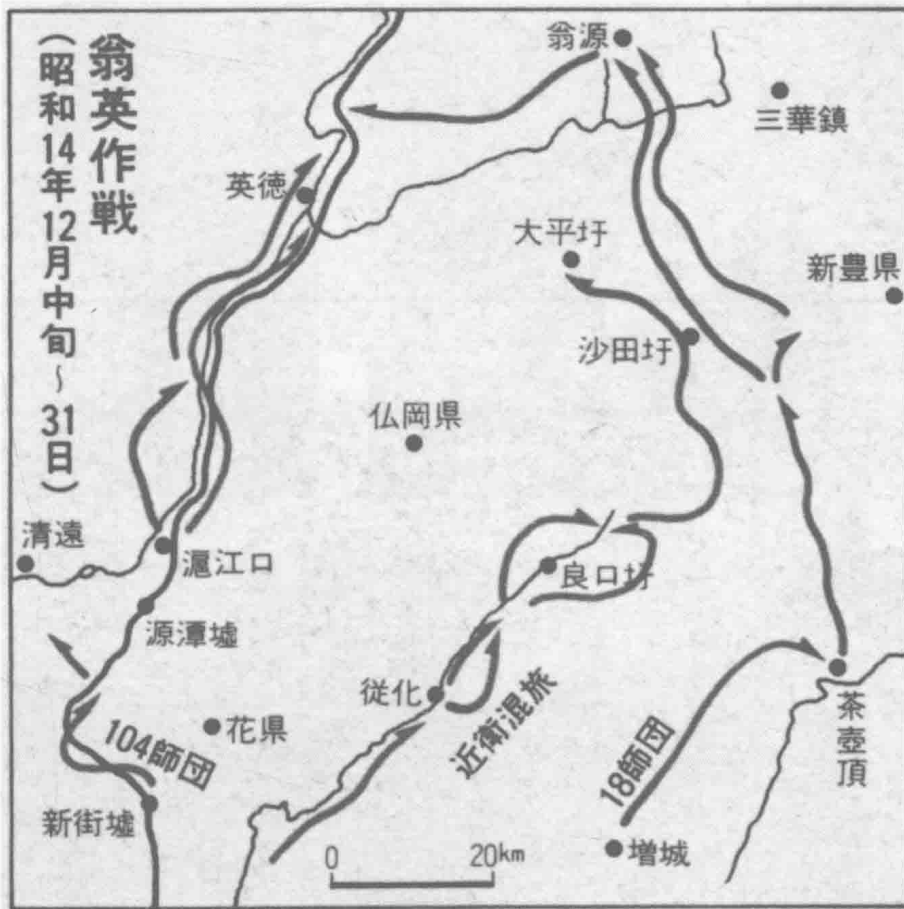 翁英作戦
(昭和14年12月中旬~31日)
翁源
三華鎮
英徳
大平圩
新豊県
沙田圩
仏岡県
清遠
滬江口
良口圩
源潭墟
従化
近衛混旅
茶壺頂
花県
104師団
18師団
新街墟
増城
0 20km